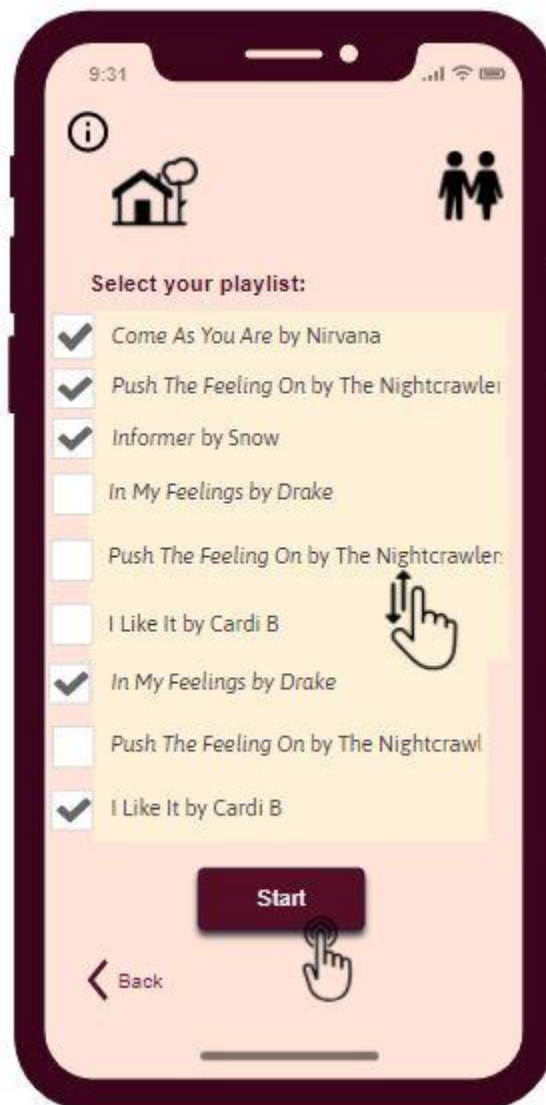 9:31
Select your playlist:
Come As You Are by Nirvana
Push The Feeling On by The Nightcrawler
Informer by Snow
In My Feelings by Drake
Push The Feeling On by The Nightcrawlers
I Like It by Cardi B
In My Feelings by Drake
Push The Feeling On by The Nightcrawl
I Like It by Cardi B
Start
Back